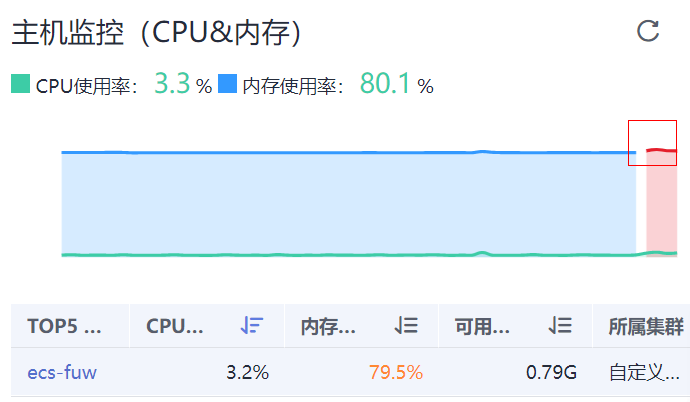 主机监控（CPU&内存）
CPU使用率： 3.3 % 内存使用率： 80.1 %
TOP5 ... CPU... 内存... 可用... 所属集群
ecs-fuw 3.2% 79.5% 0.79G 自定义...